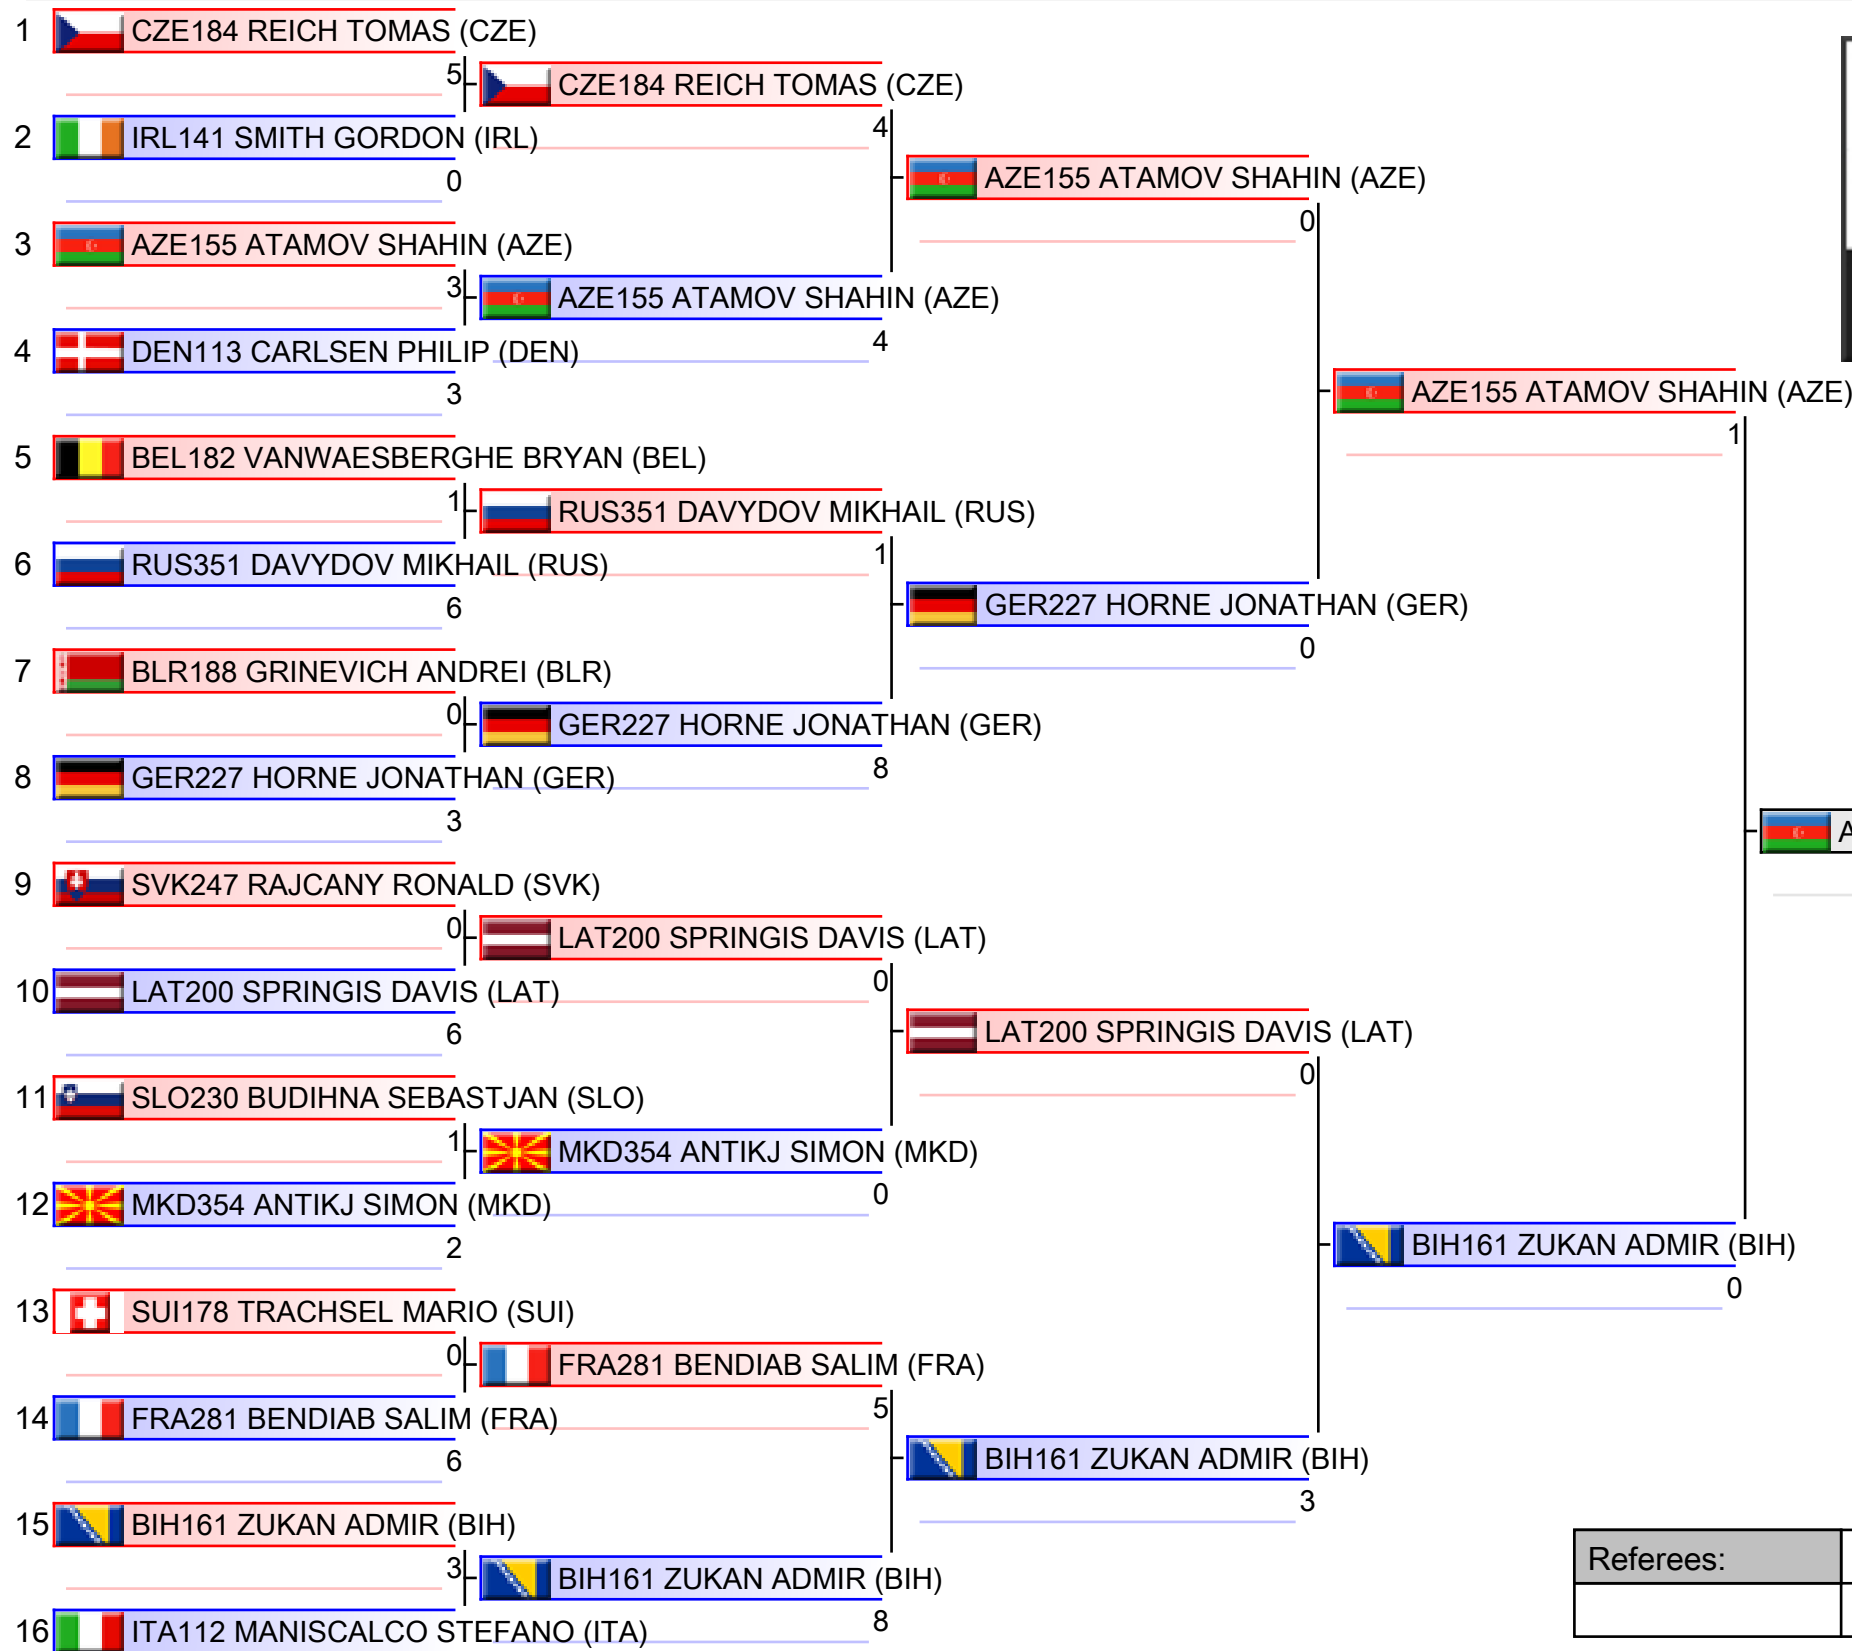 1 CZE184 REICH TOMAS (CZE)
5 CZE184 REICH TOMAS (CZE)
2 IRL141 SMITH GORDON (IRL) 4
AZE155 ATAMOV SHAHIN (AZE)
0
0
3 AZE155 ATAMOV SHAHIN (AZE)
3 AZE155 ATAMOV SHAHIN (AZE)
4 DEN113 CARLSEN PHILIP (DEN) 4
3 AZE155 ATAMOV SHAHIN (AZE)
1
5 BEL182 VANWAESBERGHE BRYAN (BEL)
1 RUS351 DAVYDOV MIKHAIL (RUS)
6 RUS351 DAVYDOV MIKHAIL (RUS) 1
6 GER227 HORNE JONATHAN (GER)
0
7 BLR188 GRINEVICH ANDREI (BLR)
0 GER227 HORNE JONATHAN (GER)
8 GER227 HORNE JONATHAN (GER) 8
3
A
9 SVK247 RAJCANY RONALD (SVK)
0 LAT200 SPRINGIS DAVIS (LAT)
10 LAT200 SPRINGIS DAVIS (LAT) 0
6 LAT200 SPRINGIS DAVIS (LAT)
0
11 SLO230 BUDIHNA SEBASTJAN (SLO)
1 MKD354 ANTIKJ SIMON (MKD)
12 MKD354 ANTIKJ SIMON (MKD) 0
2 BIH161 ZUKAN ADMIR (BIH)
0
13 SUI178 TRACHSEL MARIO (SUI)
0 FRA281 BENDIAB SALIM (FRA)
14 FRA281 BENDIAB SALIM (FRA) 5
6 BIH161 ZUKAN ADMIR (BIH)
3
15 BIH161 ZUKAN ADMIR (BIH)
3 BIH161 ZUKAN ADMIR (BIH)
Referees:
16 ITA112 MANISCALCO STEFANO (ITA) 8